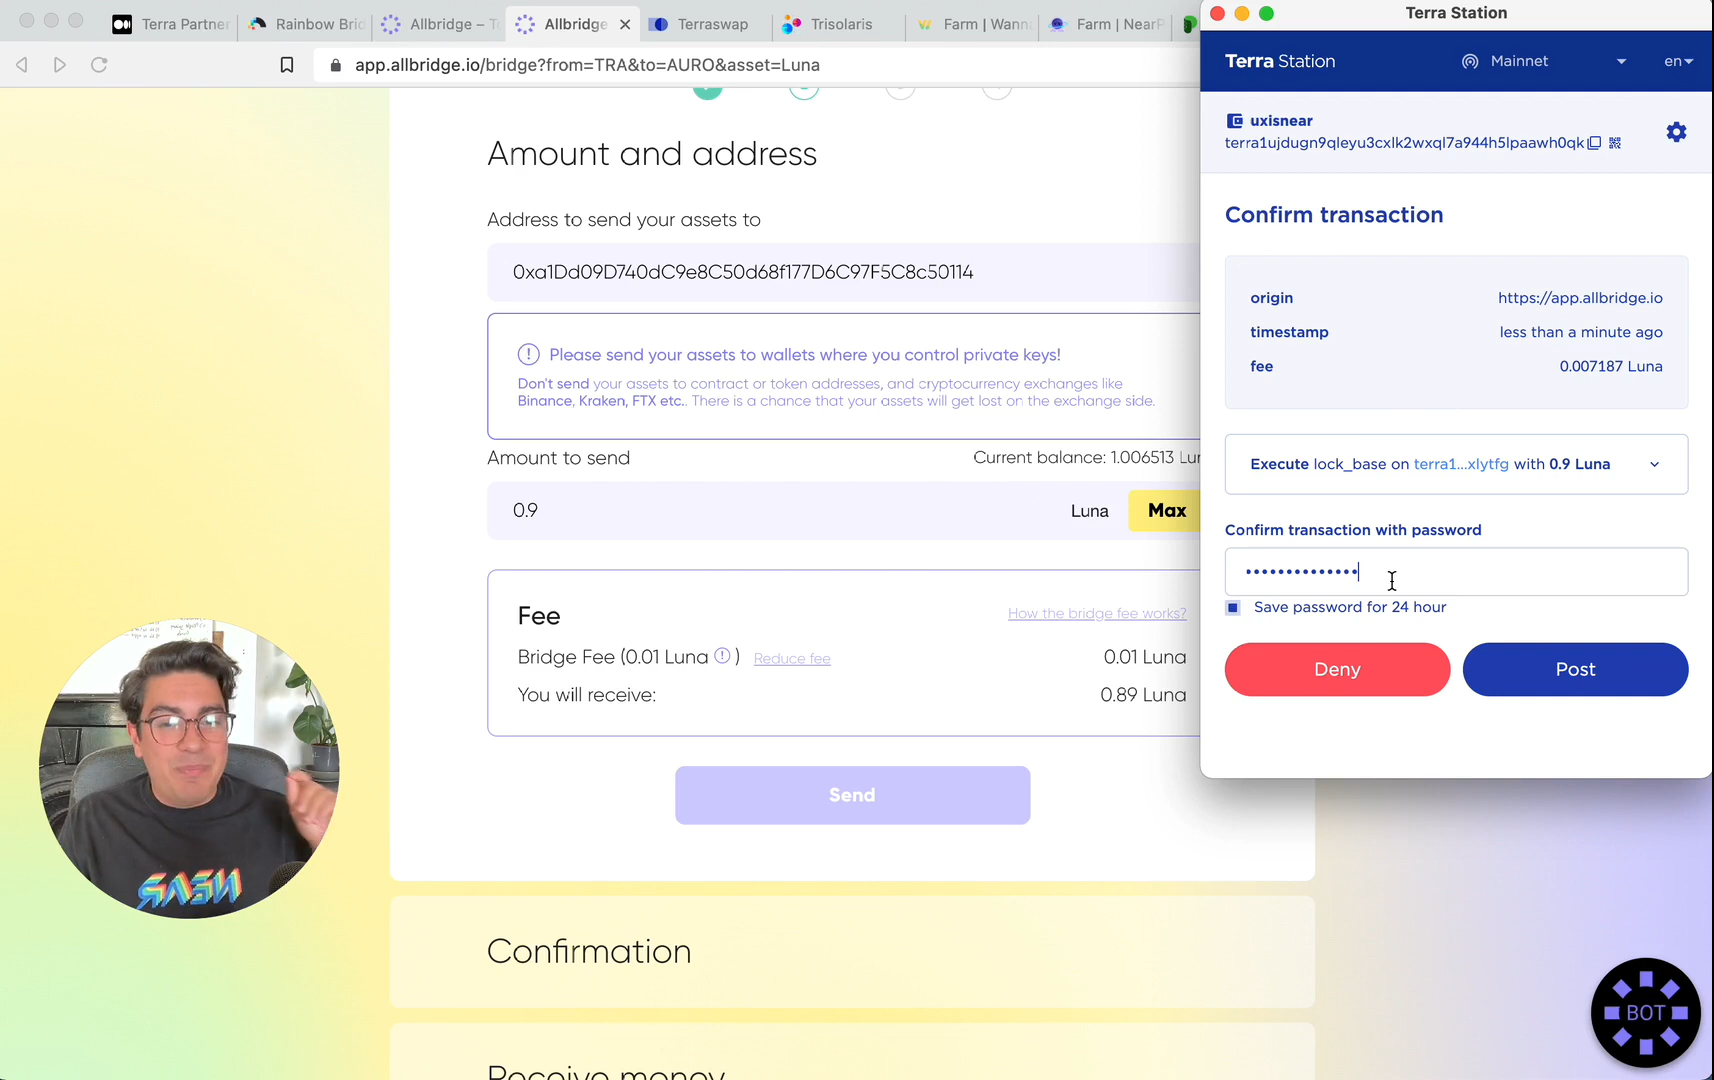 Terra Partner
Rainbow Bri
Allbridge – T
Allbridge
Terraswap
Trisolaris
Farm | Wann
Farm | NearP
app.allbridge.io/bridge?from=TRA&to=AURO&asset=Luna
Amount and address
Address to send your assets to
0xa1Dd09D740dC9e8C50d68f177D6C97F5C8c50114
Please send your assets to wallets where you control private keys!
Don't send your assets to contract or token addresses, and cryptocurrency exchanges like
Binance, Kraken, FTX etc.. There is a chance that your assets will get lost on the exchange side.
Amount to send
Current balance: 1.006513 Lun
0.9
Luna
Max
Fee
How the bridge fee works?
Bridge Fee (0.01 Luna ! )
Reduce fee
0.01 Luna
You will receive:
0.89 Luna
Send
Confirmation
Receive money
NEAR
Terra Station
Terra Station
Mainnet
en
uxisnear
terra1ujdugn9qleyu3cxlk2wxql7a944h5lpaawh0qk
Confirm transaction
origin
https://app.allbridge.io
timestamp
less than a minute ago
fee
0.007187 Luna
Execute lock_base on terra1...xlytfg with 0.9 Luna
Confirm transaction with password
••••••••••••••
Save password for 24 hour
Deny
Post
BOT